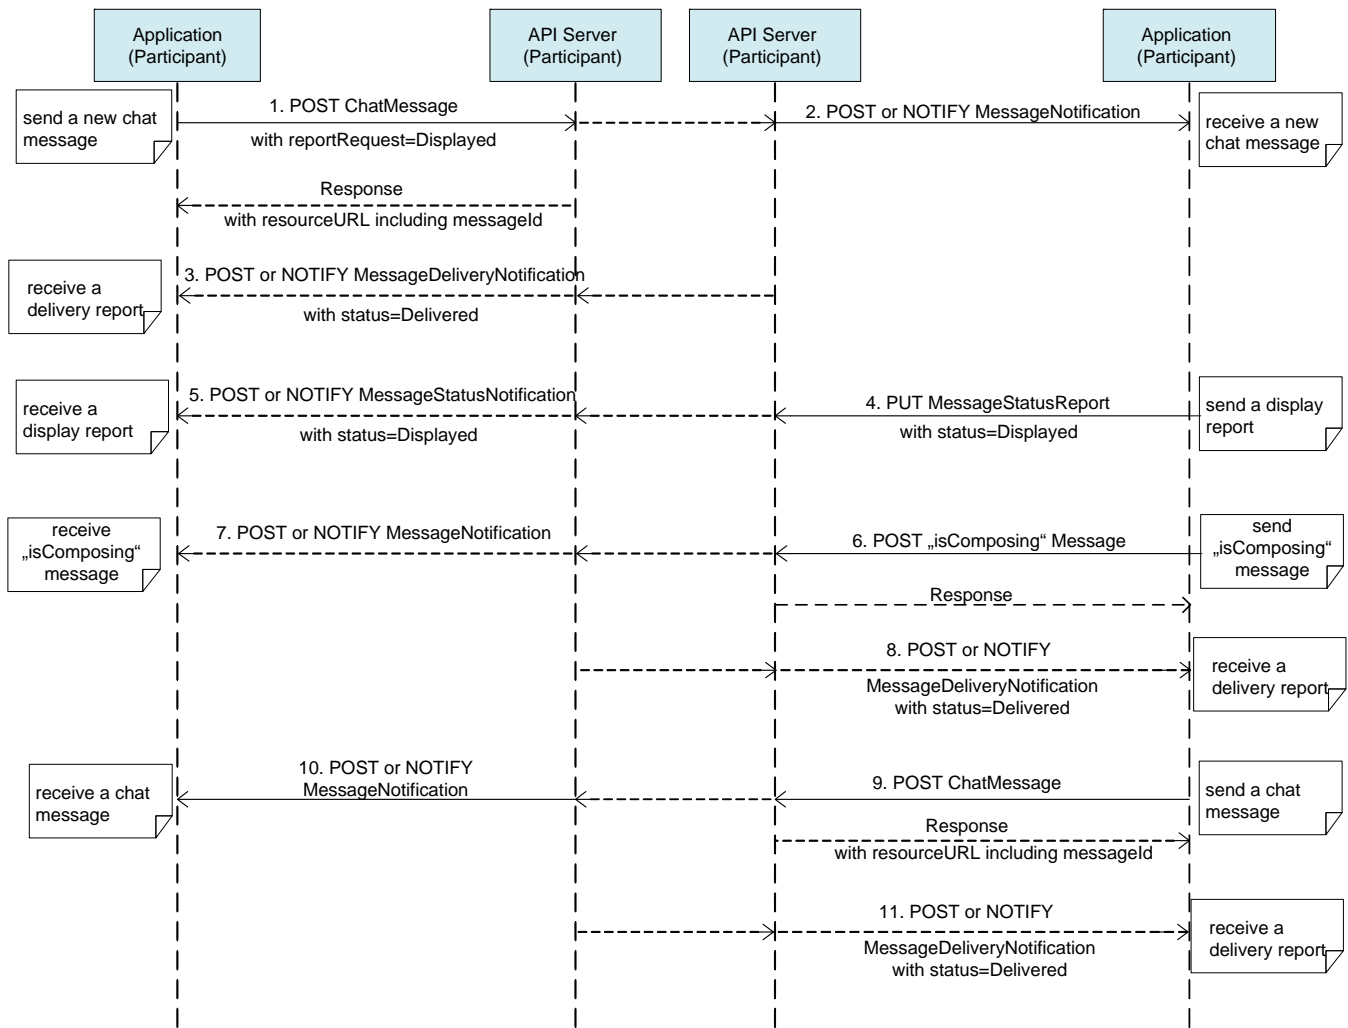 Application
(Participant)
API Server
(Participant)
API Server
(Participant)
Application
(Participant)
send a new chat
message
1. POST ChatMessage
with reportRequest=Displayed
2. POST or NOTIFY MessageNotification
receive a new
chat message
Response
with resourceURL including messageId
receive a
delivery report
3. POST or NOTIFY MessageDeliveryNotification
with status=Delivered
receive a
display report
5. POST or NOTIFY MessageStatusNotification
with status=Displayed
4. PUT MessageStatusReport
with status=Displayed
send a display
report
receive
„isComposing“
message
7. POST or NOTIFY MessageNotification
6. POST „isComposing“ Message
send
„isComposing“
message
Response
8. POST or NOTIFY
MessageDeliveryNotification
with status=Delivered
receive a
delivery report
receive a chat
message
10. POST or NOTIFY
MessageNotification
9. POST ChatMessage
send a chat
message
Response
with resourceURL including messageId
11. POST or NOTIFY
MessageDeliveryNotification
with status=Delivered
receive a
delivery report